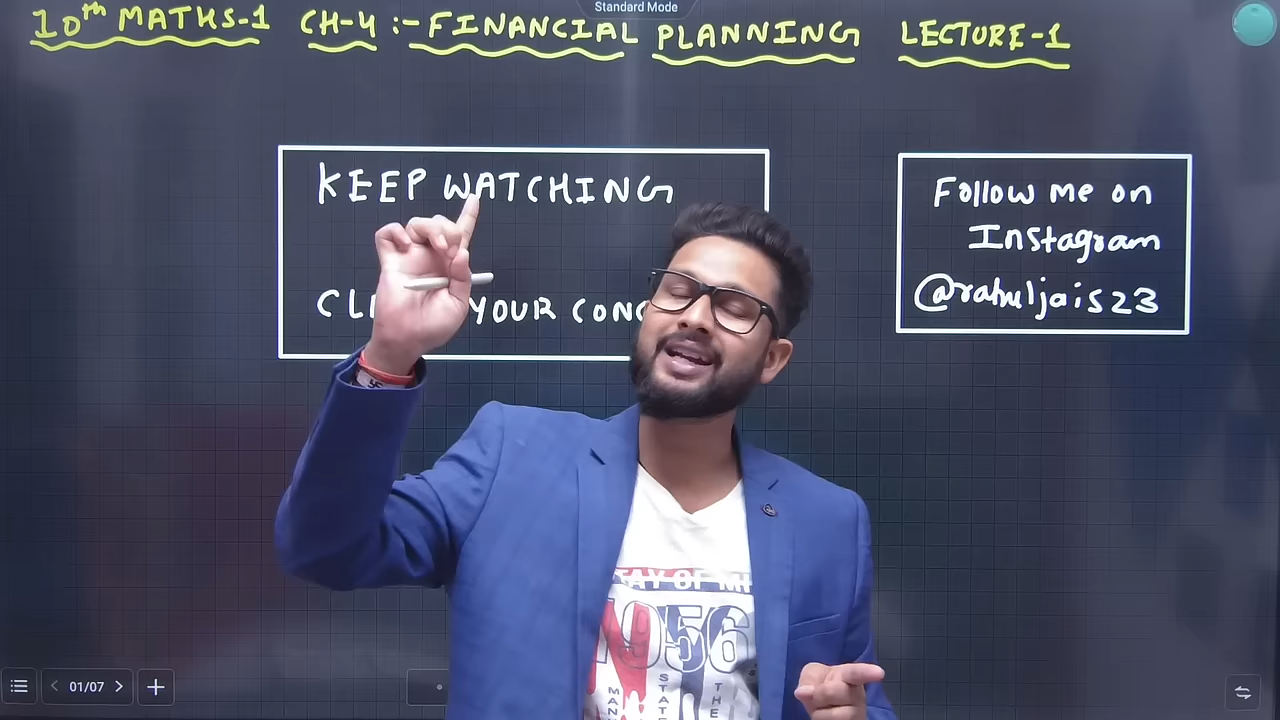 Standard Mode
10th MATHS-1 CH-4 :- FINANCIAL PLANNING LECTURE-1
KEEP WATCHING
YOUR
Follow me on
Instagram
@rahuljais23
1956
01/07